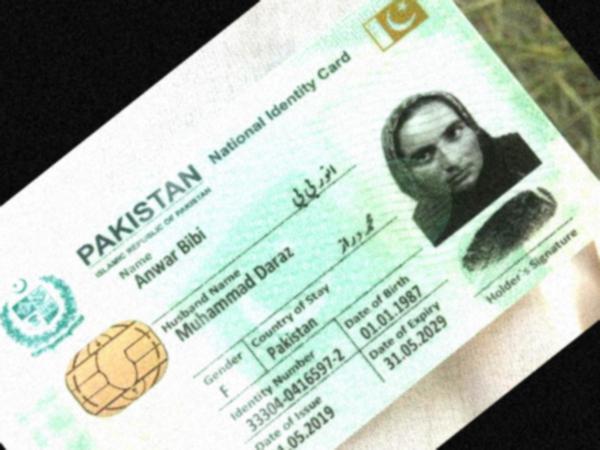 PAKISTAN National Identity Card
ISLAMIC REPUBLIC OF PAKISTAN
Name
Anwar Bibi
انور بی بی
Husband Name
Muhammad Daraz
محمد دراز
Gender
F
Country of Stay
Pakistan
Identity Number
33304-0416597-2
Date of Birth
01.01.1987
Date of Issue
.05.2019
Date of Expiry
31.05.2029
Holder's Signature